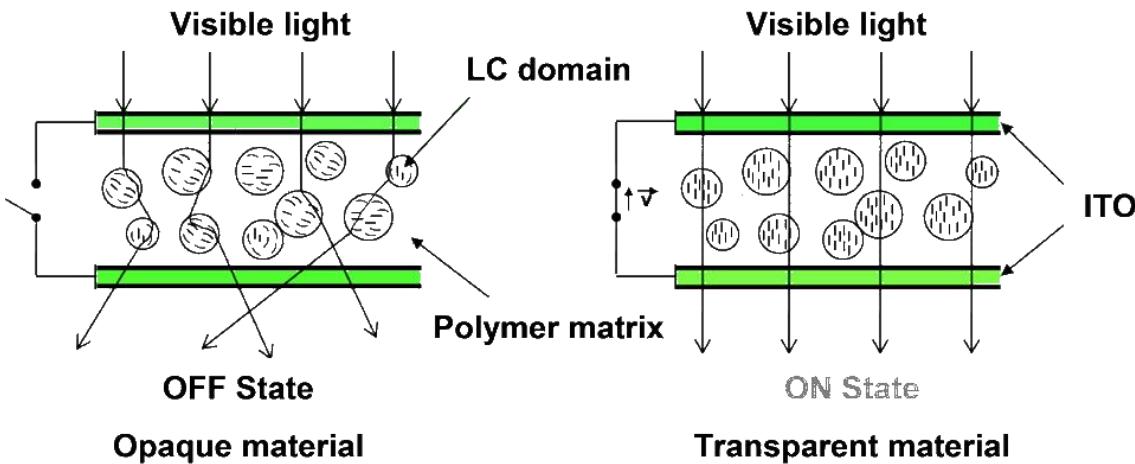 Visible light
Visible light
LC domain
V
ITO
Polymer matrix
OFF State
ON State
Opaque material
Transparent material